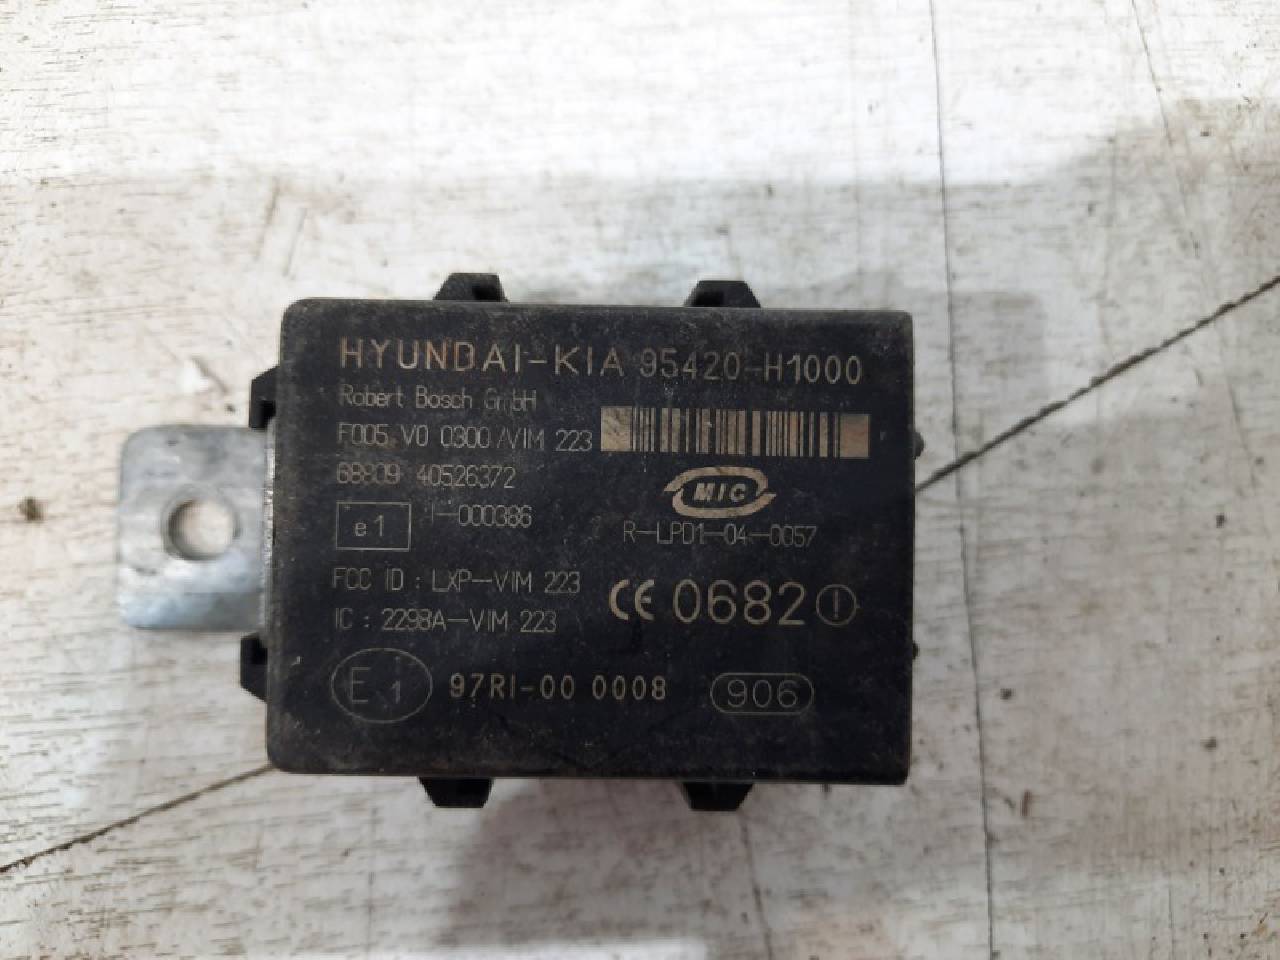 HYUNDAI-KIA 95420-H1000
Robert Bosch GmbH
F005 V0 0300/VIM 223
68809 40526372
MIC
e1 I-000386
R-LPD1-04-0057
FCC ID : LXP-VIM 223
IC : 2298A-VIM 223
CE 0682 !
E1 97RI-00 0008 906